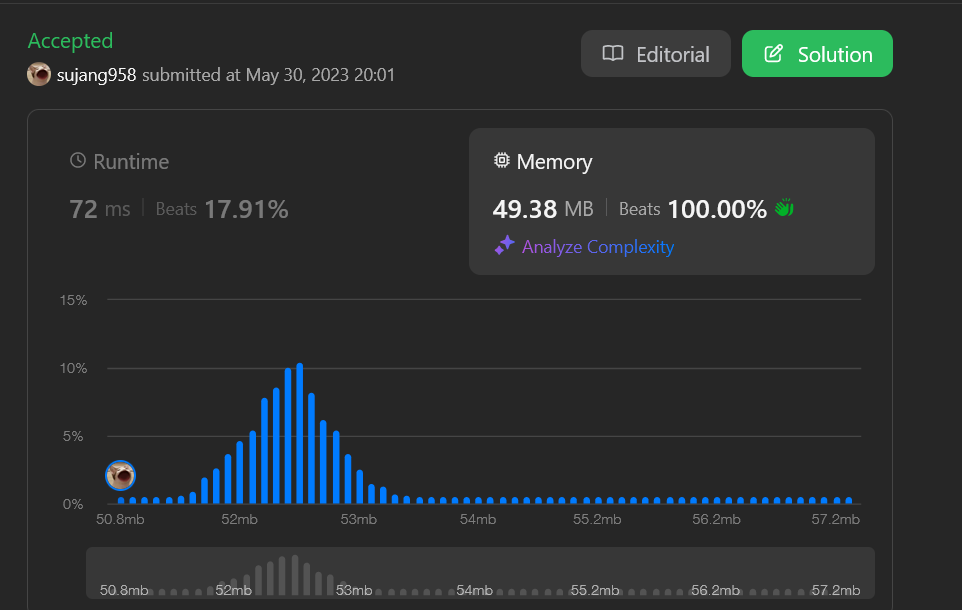 Accepted
Editorial
Solution
sujang958 submitted at May 30, 2023 20:01
Runtime
Memory
72 ms
Beats 17.91%
49.38 MB
Beats 100.00%
Analyze Complexity
15%
10%
5%
0%
50.8mb 52mb 53mb 54mb 55.2mb 56.2mb 57.2mb
50.8mb 52mb 53mb 54mb 55.2mb 56.2mb 57.2mb